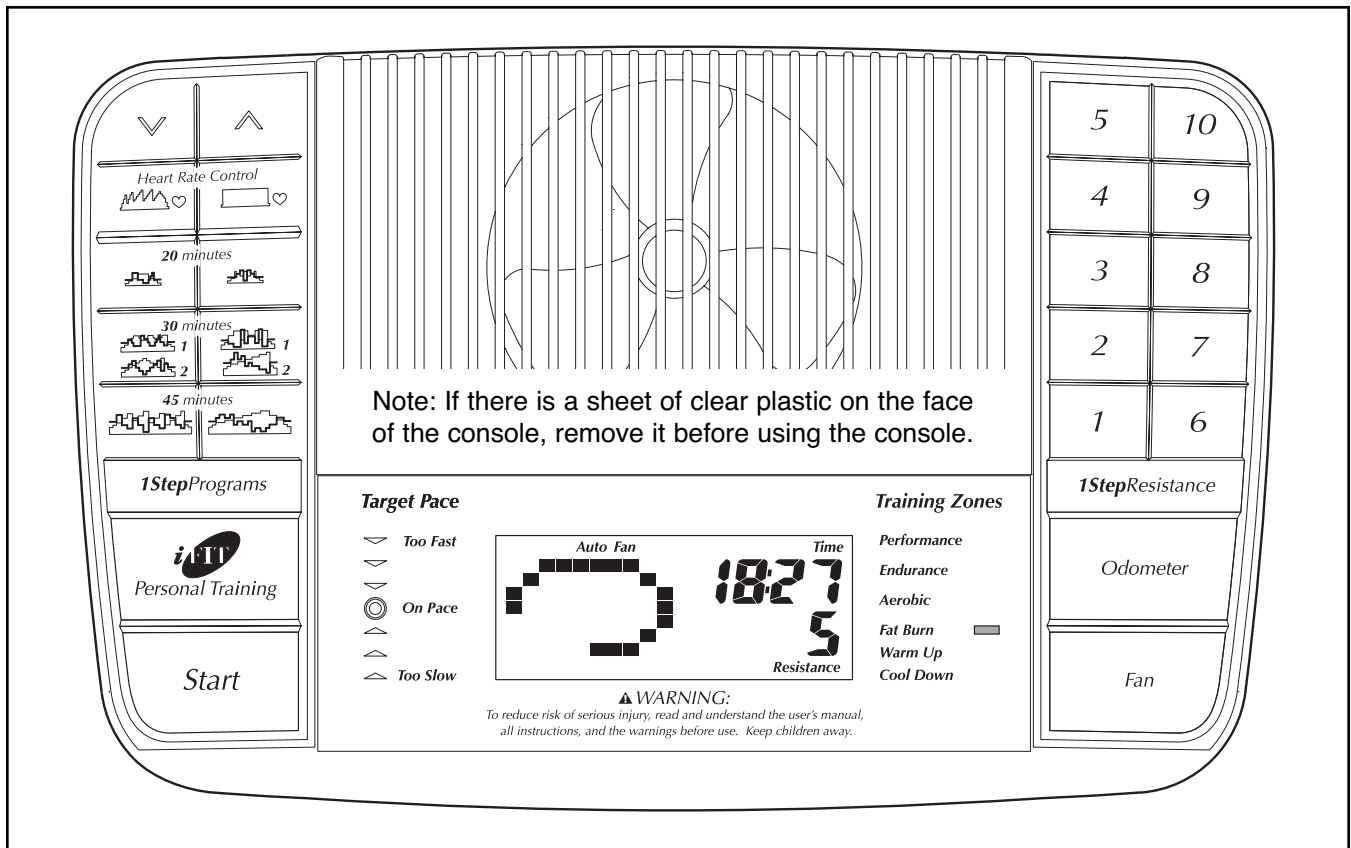 Heart Rate Control
20 minutes
30 minutes
1
1
2
2
45 minutes
1StepPrograms
iFIT
Personal Training
Start
Note: If there is a sheet of clear plastic on the face
of the console, remove it before using the console.
Target Pace
Too Fast
On Pace
Too Slow
Auto Fan
Time
18:27
5
Resistance
Training Zones
Performance
Endurance
Aerobic
Fat Burn
Warm Up
Cool Down
WARNING:
To reduce risk of serious injury, read and understand the user's manual,
all instructions, and the warnings before use. Keep children away.
5 10
4 9
3 8
2 7
1 6
1StepResistance
Odometer
Fan